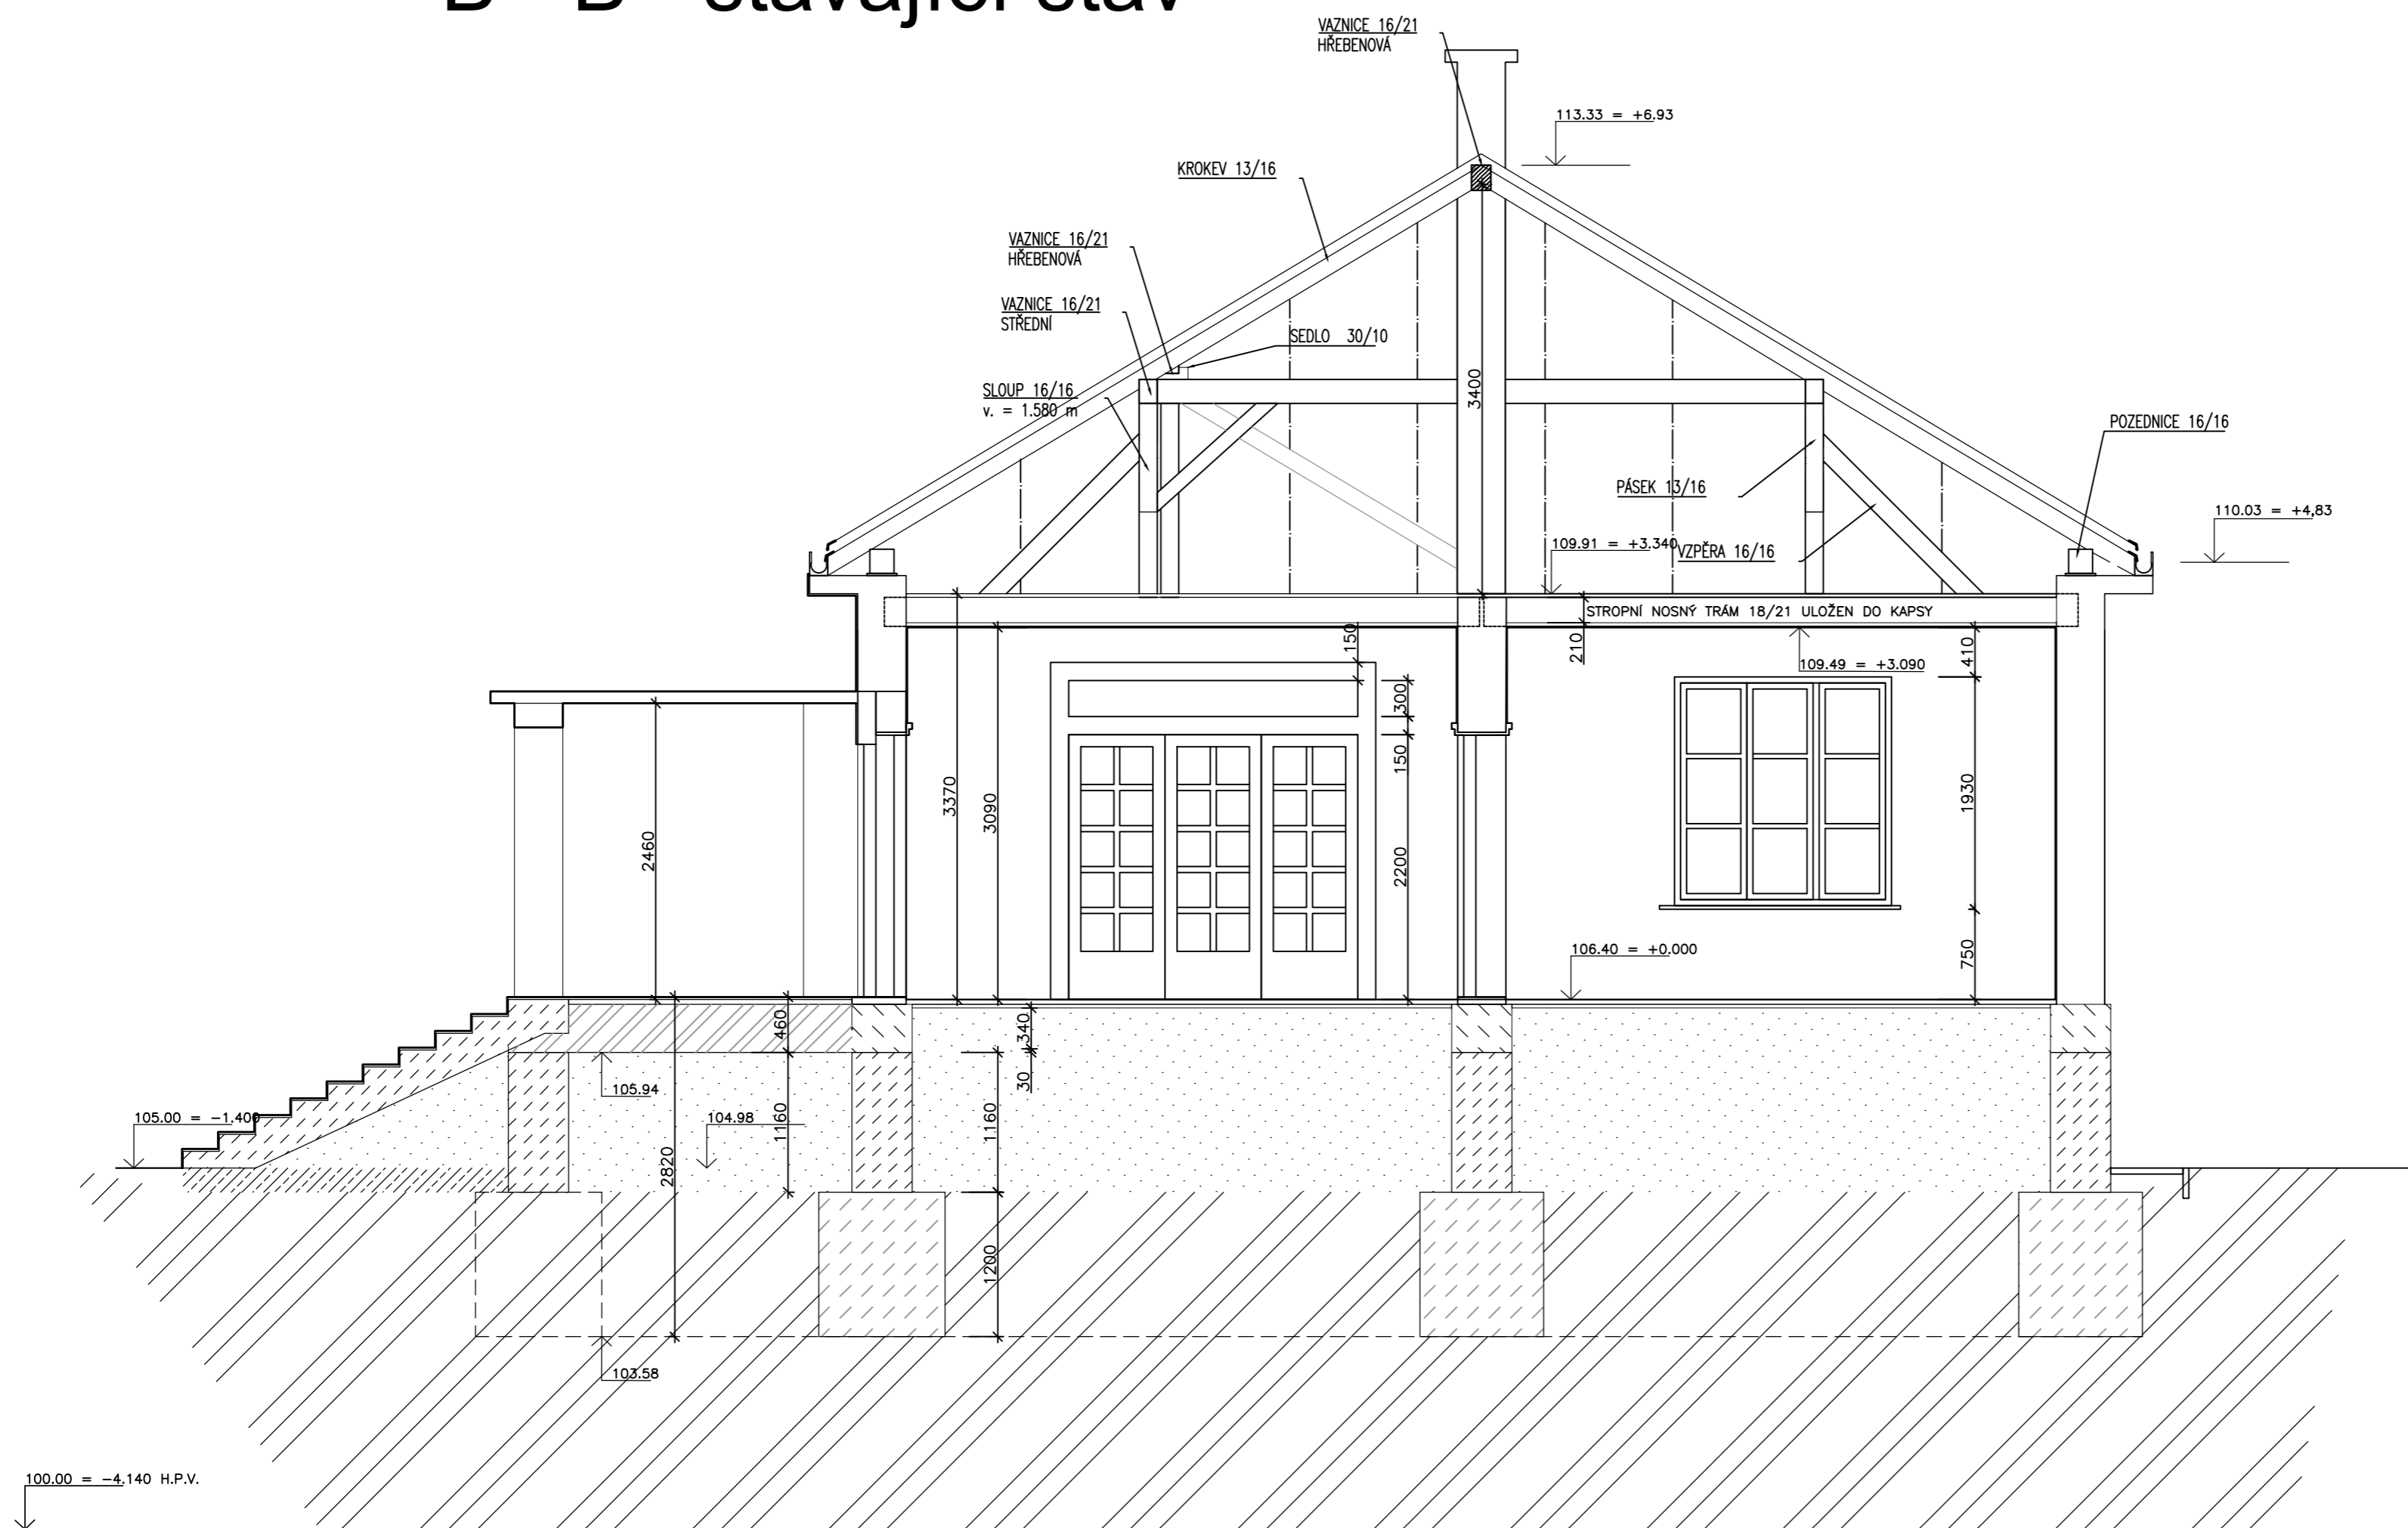 B - B - stávající stav
VAZNICE 16/21
HŘEBENOVÁ
113.33 = +6.93
KROKEV 13/16
VAZNICE 16/21
HŘEBENOVÁ
VAZNICE 16/21
STŘEDNÍ
SEDLO 30/10
SLOUP 16/16
v. = 1.580 m
3400
POZEDNICE 16/16
PÁSEK 13/16
110.03 = +4,83
109.91 = +3.340
VZPĚRA 16/16
STROPNÍ NOSNÝ TRÁM 18/21 ULOŽEN DO KAPSY
150
210
410
109.49 = +3.090
300
150
3370
3090
1930
2460
2200
106.40 = +0.000
750
460
340
30
105.94
105.00 = -1.400
104.98
1160
1160
2820
1200
103.58
100.00 = -4.140 H.P.V.